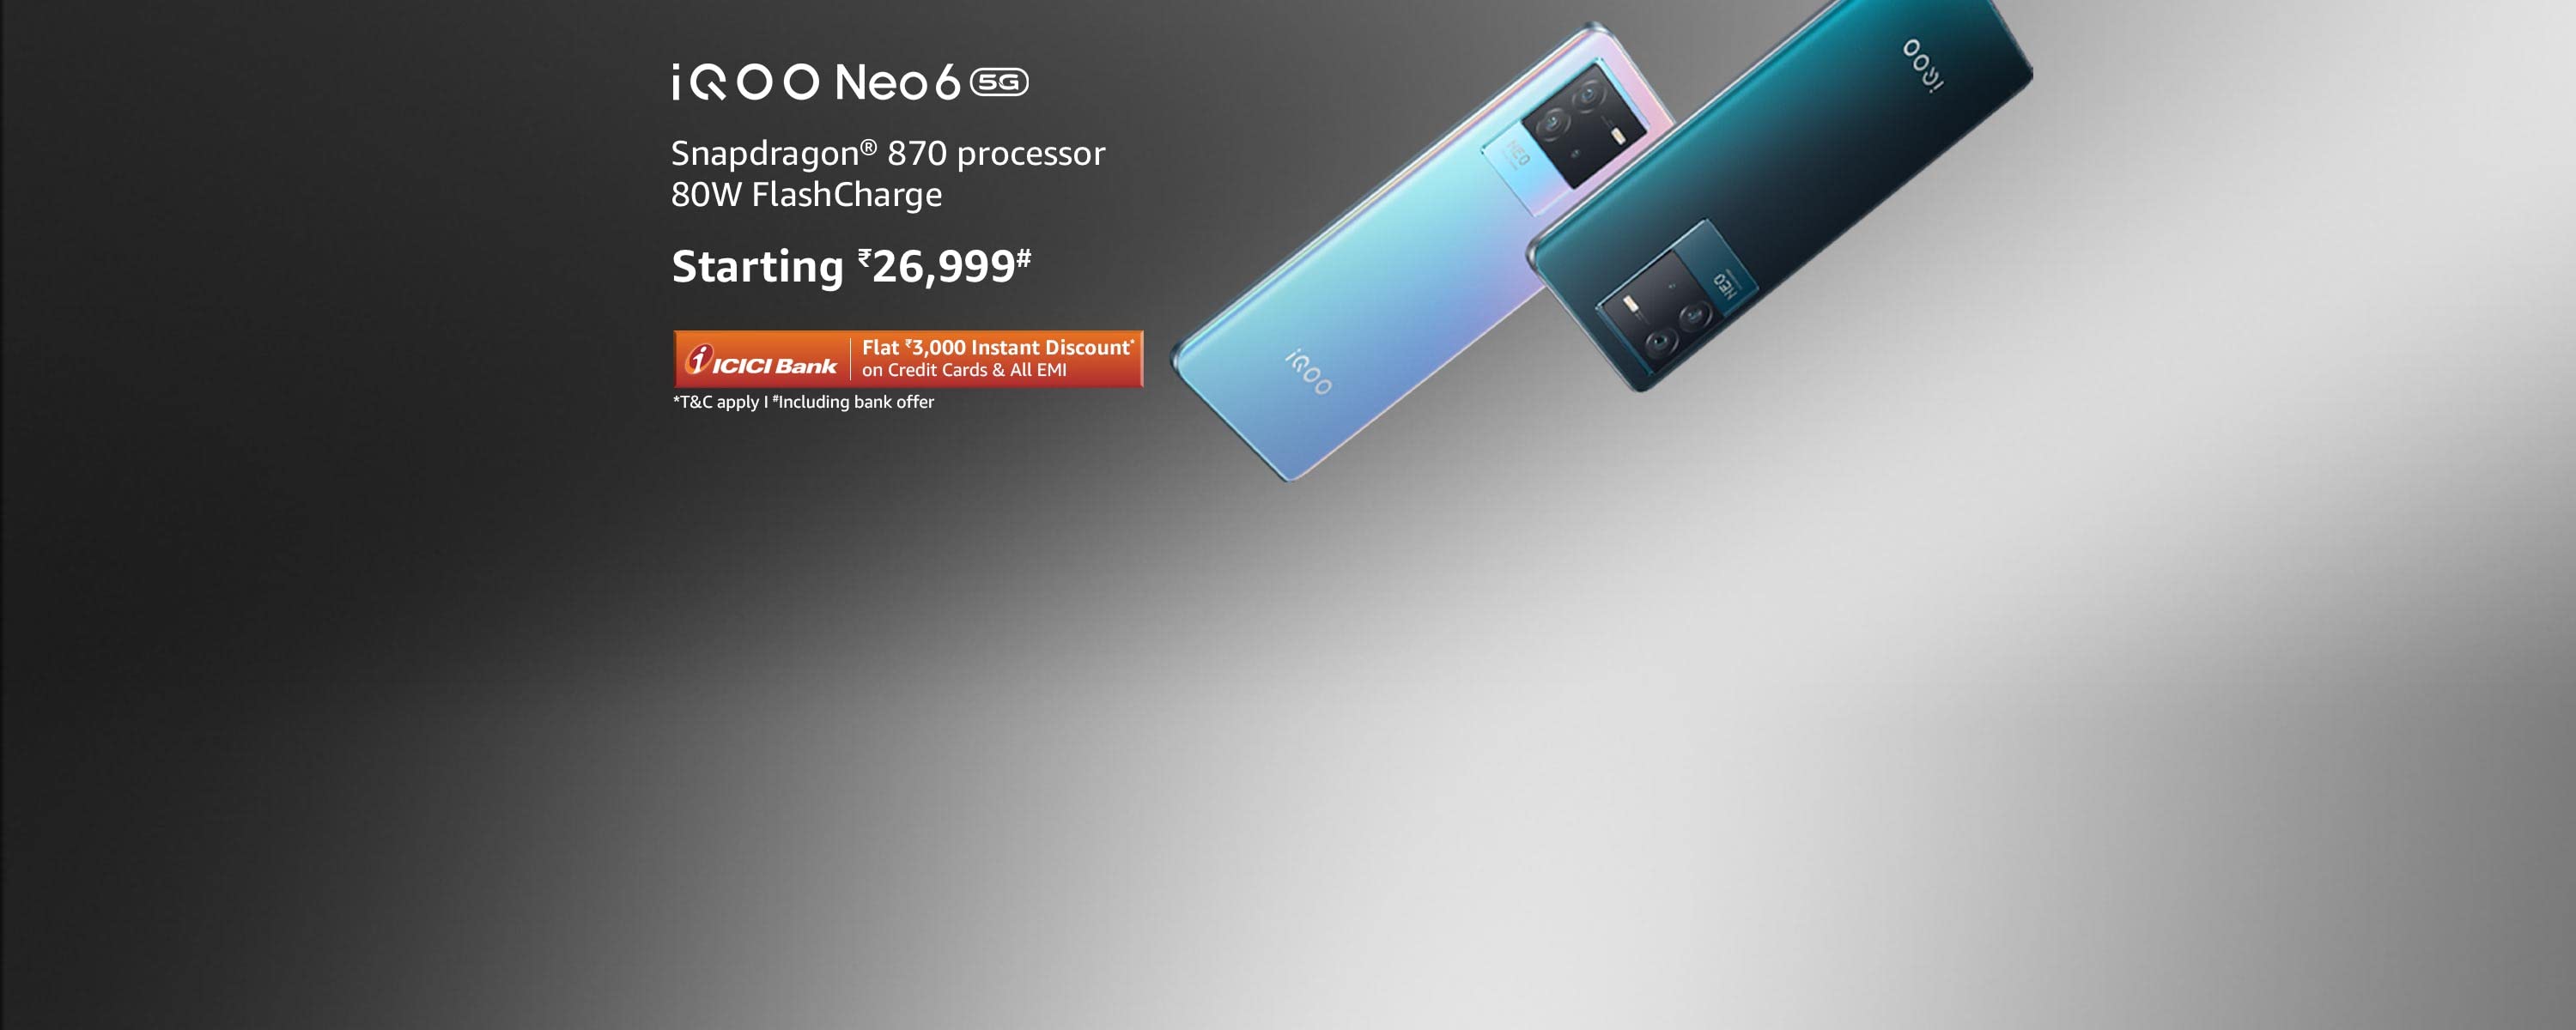 iQOO Neo6 5G
Snapdragon® 870 processor
80W FlashCharge
Starting ₹26,999#
ICICI Bank
Flat ₹3,000 Instant Discount*
on Credit Cards & All EMI
*T&C apply I #Including bank offer
NEO
iQOO
iQOO
NEO